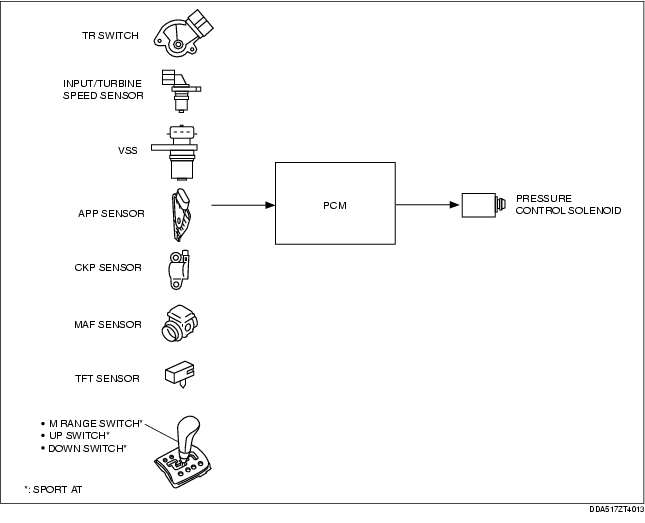 TR SWITCH
INPUT/TURBINE
SPEED SENSOR
VSS
APP SENSOR
PCM
PRESSURE
CONTROL SOLENOID
CKP SENSOR
MAF SENSOR
TFT SENSOR
• M RANGE SWITCH*
• UP SWITCH*
• DOWN SWITCH*
*: SPORT AT
DDA517ZT4013